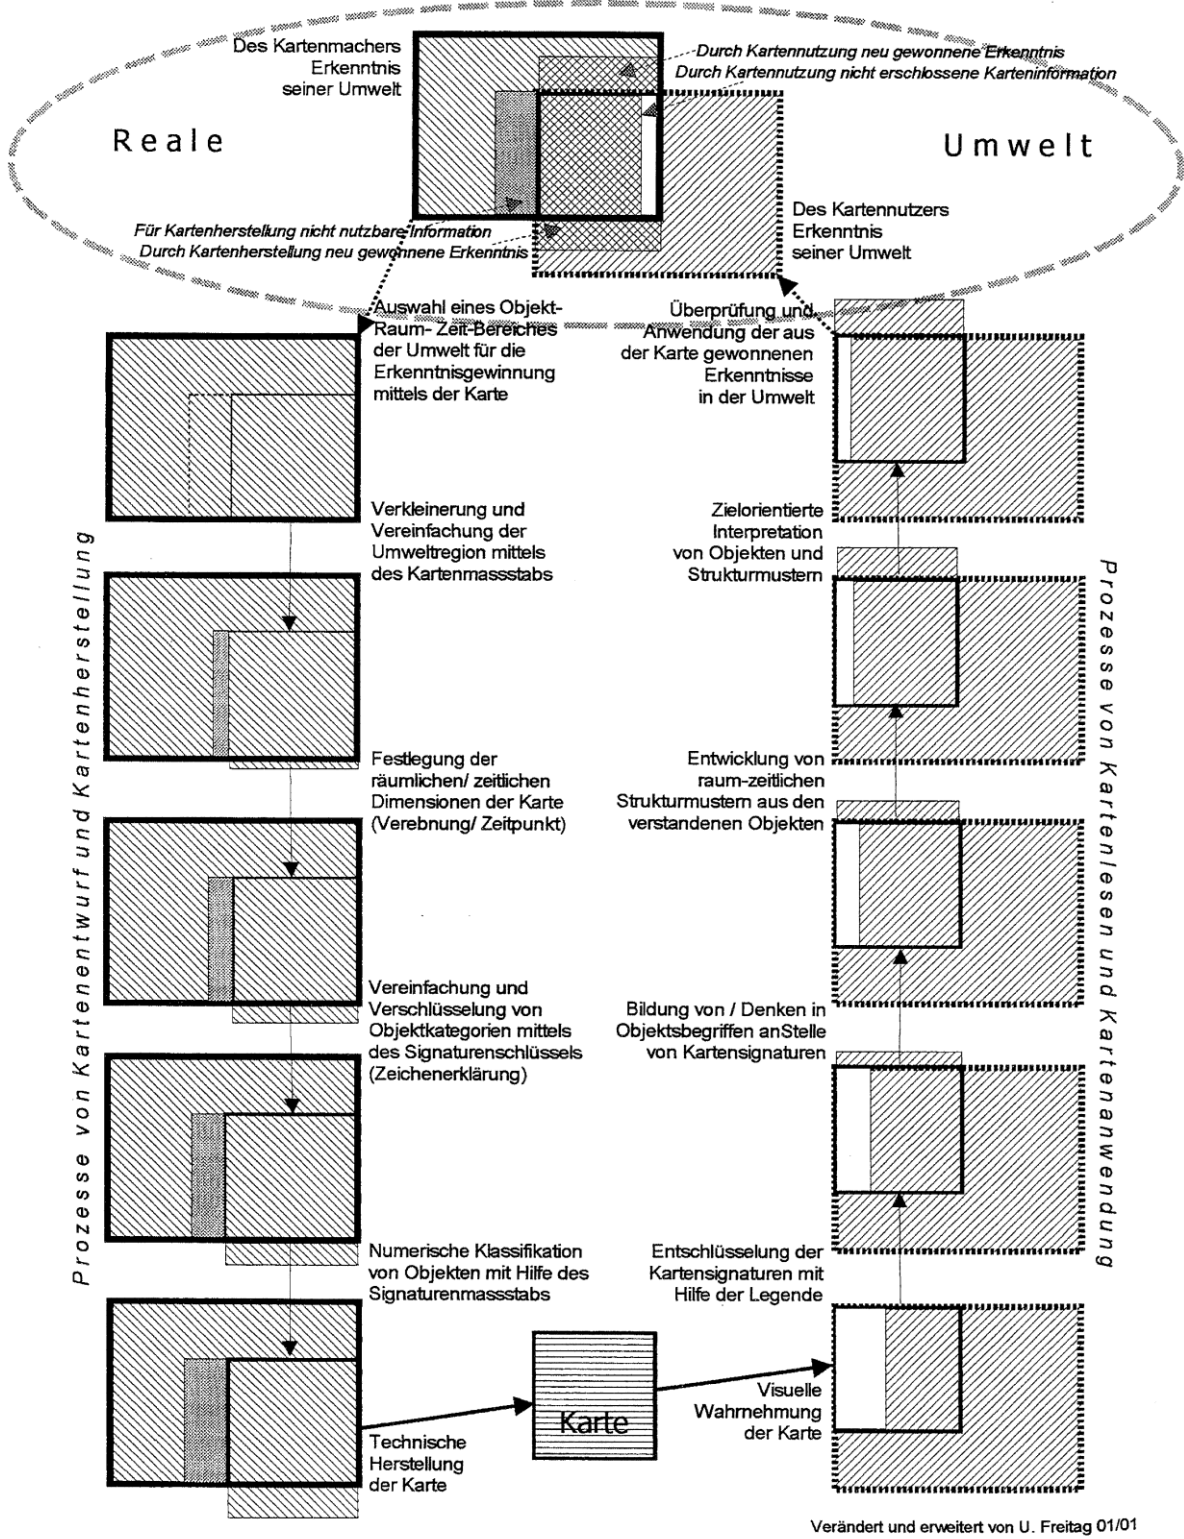 Des Kartenmachers
Erkenntnis
seiner Umwelt
Durch Kartennutzung neu gewonnene Erkenntnis
Durch Kartennutzung nicht erschlossene Karteninformation
Reale
Umwelt
Für Kartenherstellung nicht nutzbare Information
Durch Kartenherstellung neu gewonnene Erkenntnis
Des Kartennutzers
Erkenntnis
seiner Umwelt
Auswahl eines Objekt-
Raum- Zeit-Bereiches
der Umwelt für die
Erkenntnisgewinnung
mittels der Karte
Überprüfung und
Anwendung der aus
der Karte gewonnenen
Erkenntnisse
in der Umwelt
Prozesse von Kartenentwurf und Kartenherstellung
Verkleinerung und
Vereinfachung der
Umweltregion mittels
des Kartenmassstabs
Zielorientierte
Interpretation
von Objekten und
Strukturmustern
Prozesse von Kartenlesen und Kartenanwendung
Festlegung der
räumlichen/ zeitlichen
Dimensionen der Karte
(Verebnung/ Zeitpunkt)
Entwicklung von
raum-zeitlichen
Strukturmustern aus den
verstandenen Objekten
Vereinfachung und
Verschlüsselung von
Objektkategorien mittels
des Signaturenschlüssels
(Zeichenerklärung)
Bildung von / Denken in
Objektsbegriffen anStelle
von Kartensignaturen
Numerische Klassifikation
von Objekten mit Hilfe des
Signaturenmassstabs
Entschlüsselung der
Kartensignaturen mit
Hilfe der Legende
Technische
Herstellung
der Karte
Karte
Visuelle
Wahrnehmung
der Karte
Verändert und erweitert von U. Freitag 01/01